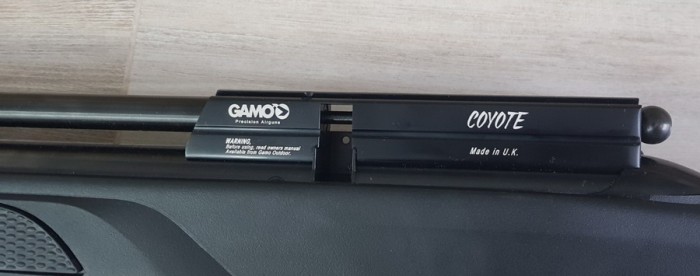 GAMO
Precision Airguns
WARNING.
Before using, read owners manual
Available from Gamo Outdoor.
COYOTE
Made in U.K.